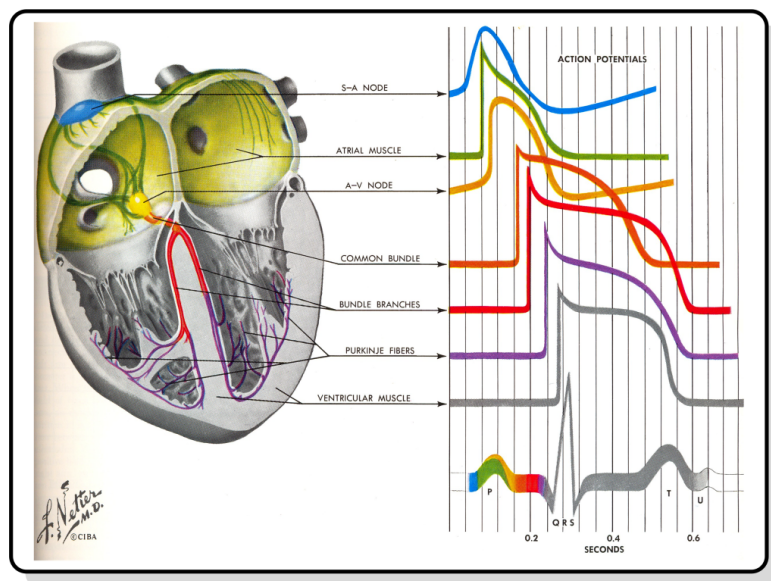 ACTION POTENTIALS
S-A NODE
ATRIAL MUSCLE
A-V NODE
COMMON BUNDLE
BUNDLE BRANCHES
PURKINJE FIBERS
VENTRICULAR MUSCLE
P
T
U
QRS
0.2 0.4 0.6
SECONDS
F. Netter
M.D.
©CIBA